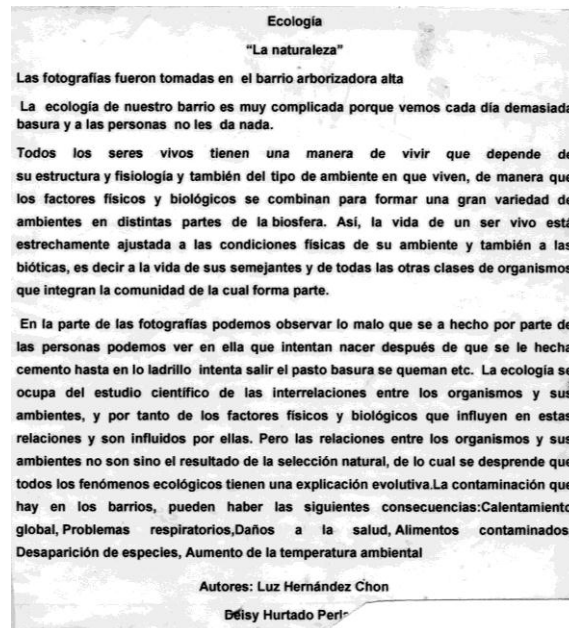 Ecología
“La naturaleza”
Las fotografías fueron tomadas en el barrio arborizadora alta
La ecología de nuestro barrio es muy complicada porque vemos cada día demasiada
basura y a las personas no les da nada.
Todos los seres vivos tienen una manera de vivir que depende de
su estructura y fisiología y también del tipo de ambiente en que viven, de manera que
los factores físicos y biológicos se combinan para formar una gran variedad de
ambientes en distintas partes de la biosfera. Así, la vida de un ser vivo está
estrechamente ajustada a las condiciones físicas de su ambiente y también a las
bióticas, es decir a la vida de sus semejantes y de todas las otras clases de organismos
que integran la comunidad de la cual forma parte.
En la parte de las fotografías podemos observar lo malo que se a hecho por parte de
las personas podemos ver en ella que intentan nacer después de que se le hecha
cemento hasta en lo ladrillo intenta salir el pasto basura se queman etc. La ecología se
ocupa del estudio científico de las interrelaciones entre los organismos y sus
ambientes, y por tanto de los factores físicos y biológicos que influyen en estas
relaciones y son influidos por ellas. Pero las relaciones entre los organismos y sus
ambientes no son sino el resultado de la selección natural, de lo cual se desprende que
todos los fenómenos ecológicos tienen una explicación evolutiva.La contaminación que
hay en los barrios, pueden haber las siguientes consecuencias:Calentamiento
global, Problemas respiratorios,Daños a la salud, Alimentos contaminados
Desaparición de especies, Aumento de la temperatura ambiental
Autores: Luz Hernández Chon
Deisy Hurtado